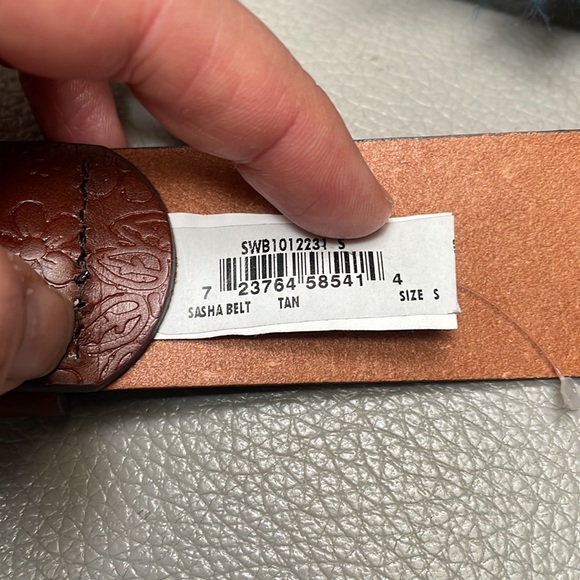 SWB1012231 S
7 23764 58541 4
SASHA BELT TAN SIZE S